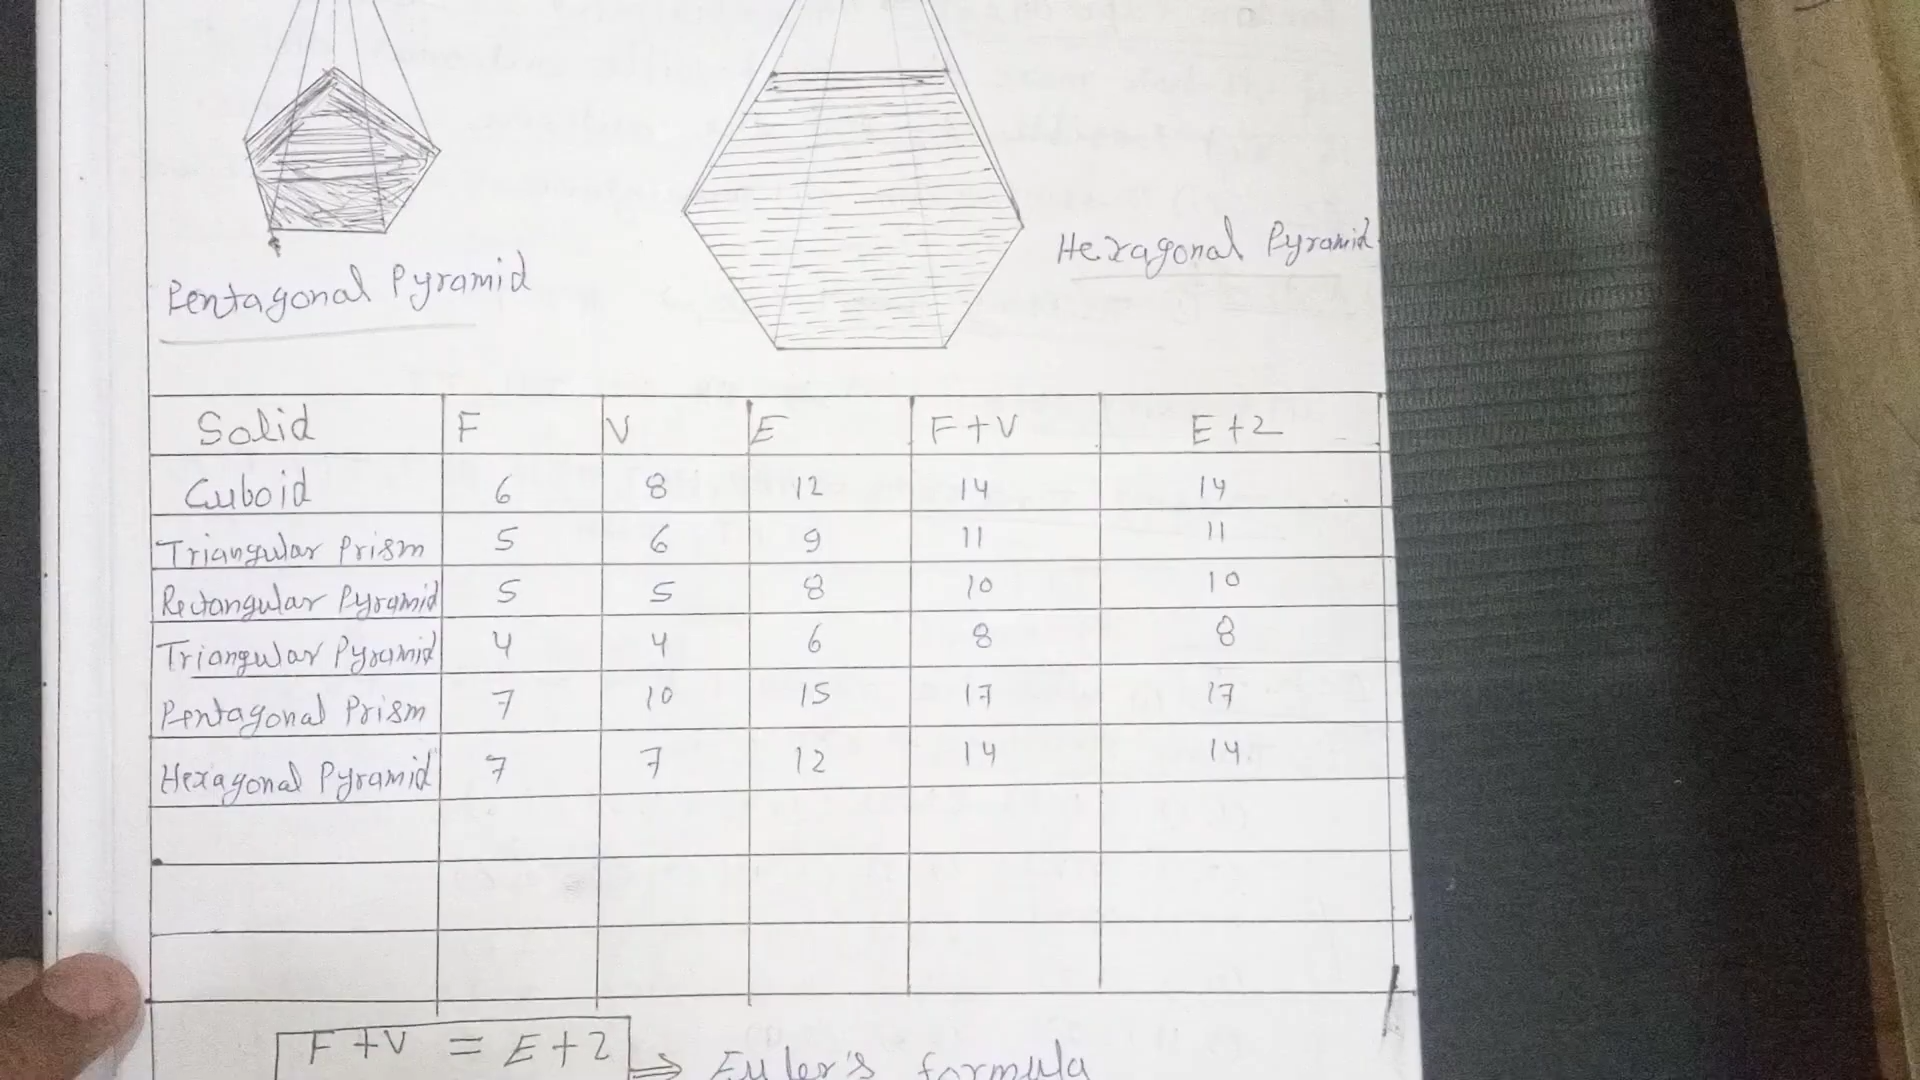 Pentagonal Pyramid
Hexagonal Pyramid
Solid F V E F+V E+2
Cuboid 6 8 12 14 14
Triangular Prism 5 6 9 11 11
Rectangular Pyramid 5 5 8 10 10
Triangular Pyramid 4 4 6 8 8
Pentagonal Prism 7 10 15 17 17
Hexagonal Pyramid 7 7 12 14 14
F+V = E+2 ⇒ Euler's formula